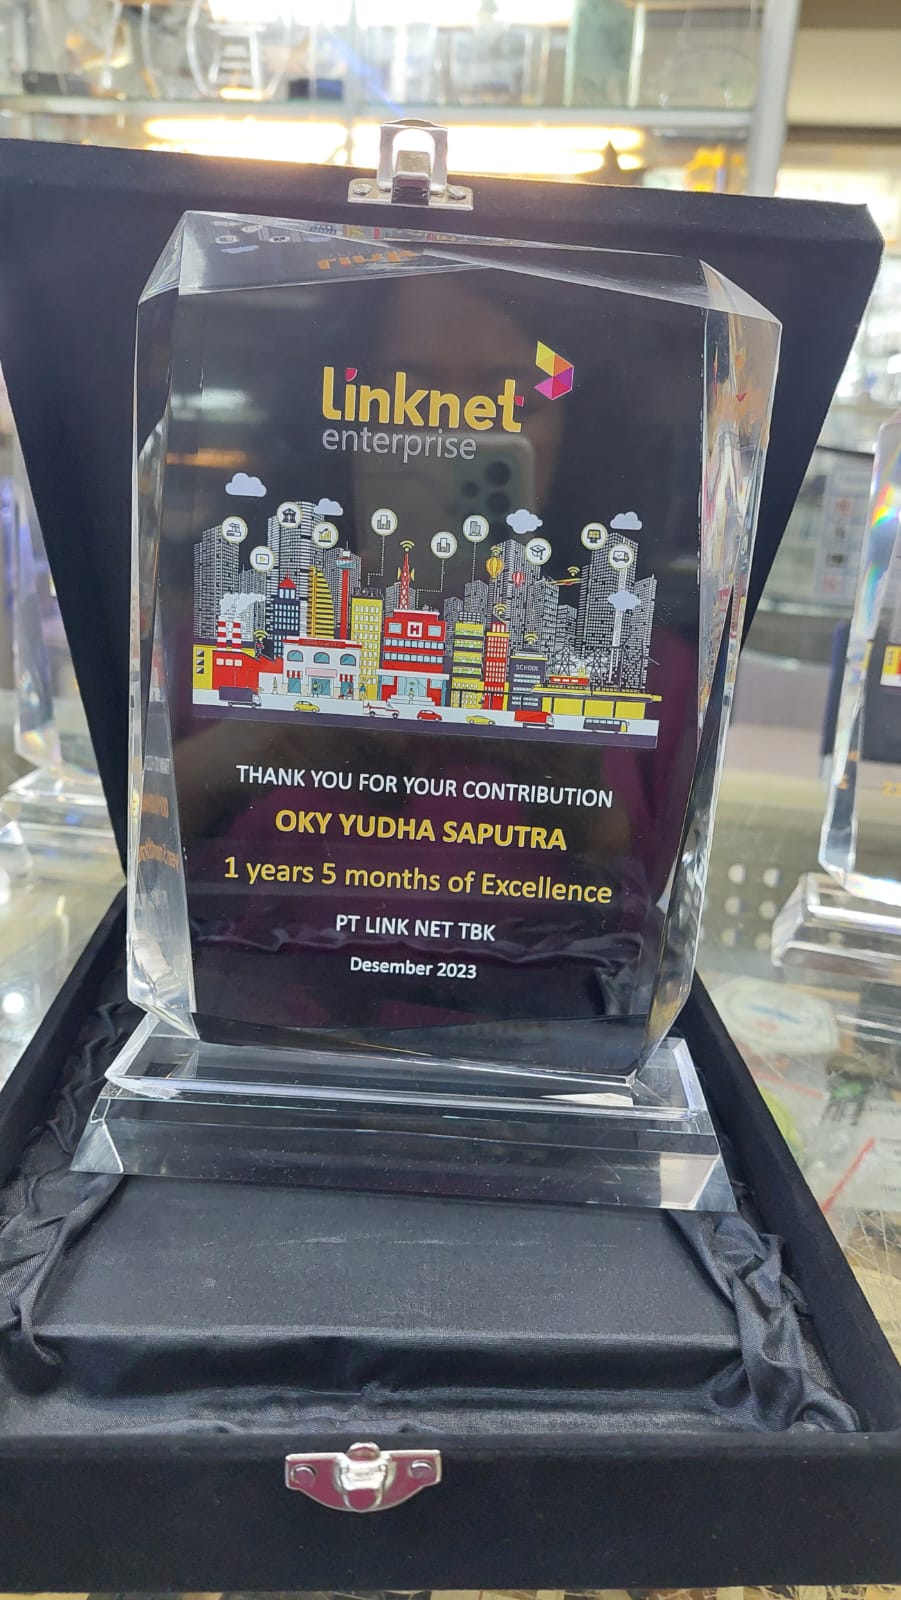 linknet
enterprise
H
SCHOOL
THANK YOU FOR YOUR CONTRIBUTION
OKY YUDHA SAPUTRA
1 years 5 months of Excellence
PT LINK NET TBK
Desember 2023